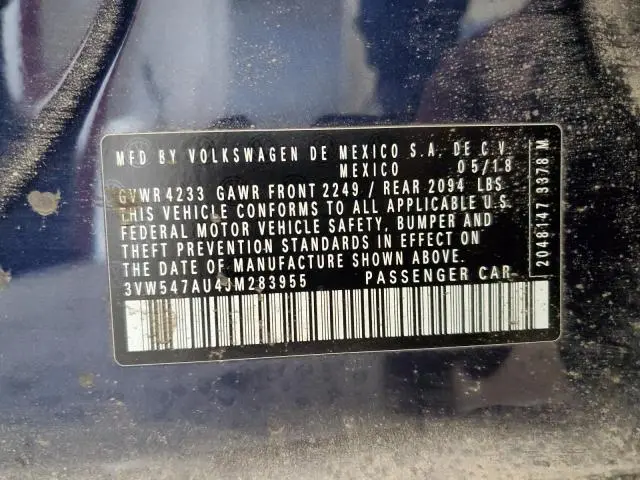 MFD BY VOLKSWAGEN DE MEXICO S.A. DE C.V.
MEXICO 05/18
GVWR 4233 GAWR FRONT 2249 / REAR 2094 LBS
THIS VEHICLE CONFORMS TO ALL APPLICABLE U.S.
FEDERAL MOTOR VEHICLE SAFETY, BUMPER AND
THEFT PREVENTION STANDARDS IN EFFECT ON
THE DATE OF MANUFACTURE SHOWN ABOVE.
3VW547AU4JM283955 PASSENGER CAR
2048147 3378 M